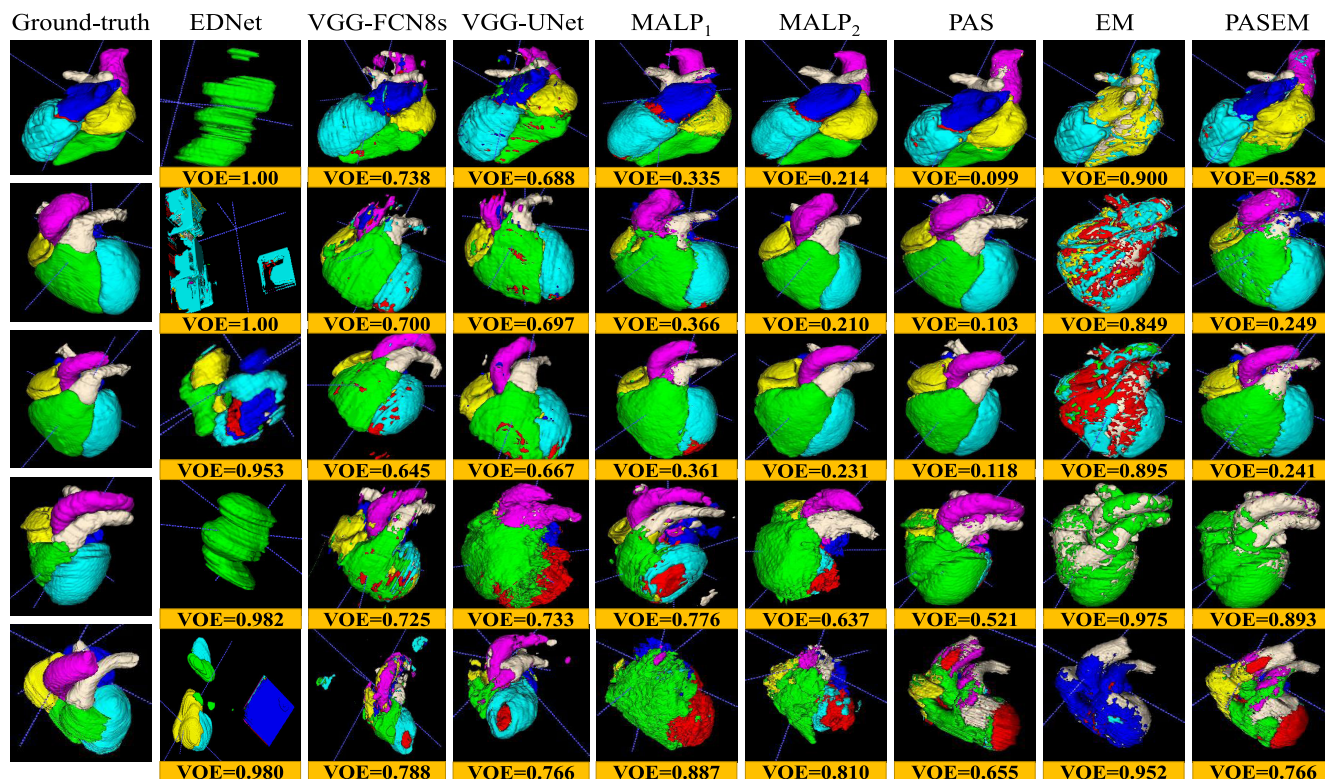 Ground-truth EDNet VGG-FCN8s VGG-UNet MALP₁ MALP₂ PAS EM PASEM
VOE=1.00 VOE=0.738 VOE=0.688 VOE=0.335 VOE=0.214 VOE=0.099 VOE=0.900 VOE=0.582
VOE=1.00 VOE=0.700 VOE=0.697 VOE=0.366 VOE=0.210 VOE=0.103 VOE=0.849 VOE=0.249
VOE=0.953 VOE=0.645 VOE=0.667 VOE=0.361 VOE=0.231 VOE=0.118 VOE=0.895 VOE=0.241
VOE=0.982 VOE=0.725 VOE=0.733 VOE=0.776 VOE=0.637 VOE=0.521 VOE=0.975 VOE=0.893
VOE=0.980 VOE=0.788 VOE=0.766 VOE=0.887 VOE=0.810 VOE=0.655 VOE=0.952 VOE=0.766